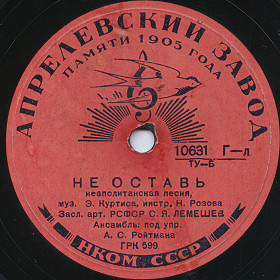 АПРЕЛЕВСКИЙ ЗАВОД
ПАМЯТИ 1905 ГОДА
10631 Г—л
ТУ—Б
НЕ ОСТАВЬ
неаполитанская песня,
муз. Э. Куртиса, инстр. Н. Розова
Засл. арт. РСФСР С. Я. ЛЕМЕШЕВ
Ансамбль: под упр.
А. С. Ройтмана
ГРК 599
НКОМ СССР